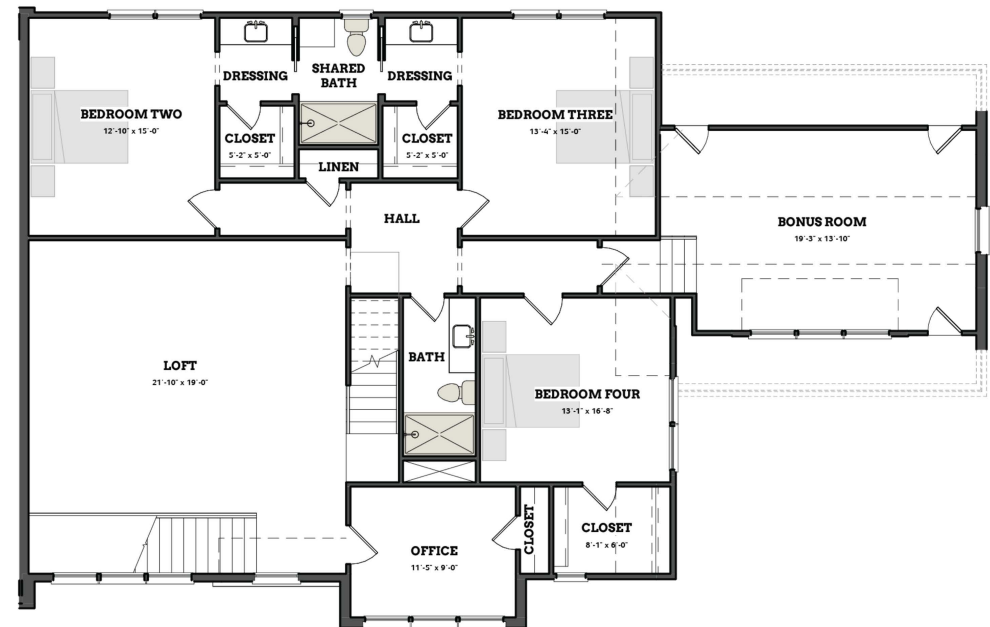 DRESSING
SHARED
BATH
DRESSING
BEDROOM TWO
12'-10" x 15'-0"
BEDROOM THREE
13'-4" x 15'-0"
CLOSET
5'-2" x 5'-0"
CLOSET
5'-2" x 5'-0"
LINEN
HALL
BONUS ROOM
19'-3" x 13'-10"
LOFT
21'-10" x 19'-0"
BATH
BEDROOM FOUR
13'-1" x 16'-8"
OFFICE
11'-5" x 9'-0"
CLOSET
CLOSET
8'-1" x 6'-0"